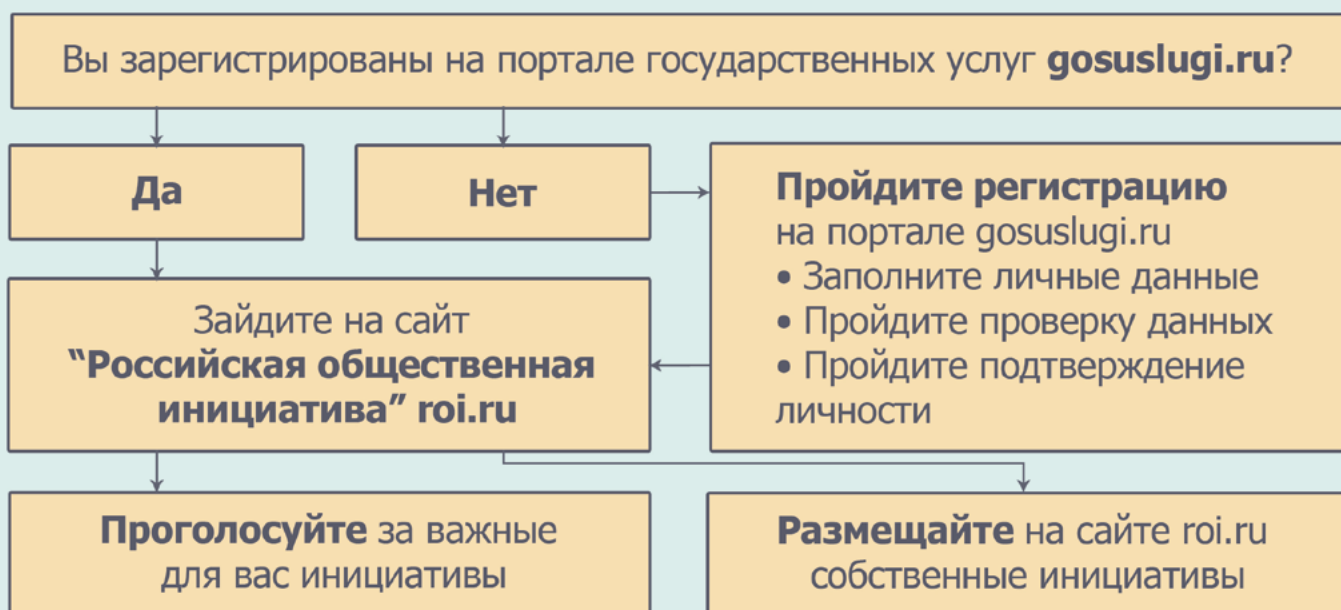 Вы зарегистрированы на портале государственных услуг gosuslugi.ru?
Да
Нет
Пройдите регистрацию
на портале gosuslugi.ru
• Заполните личные данные
• Пройдите проверку данных
• Пройдите подтверждение
личности
Зайдите на сайт
“Российская общественная
инициатива” roi.ru
Проголосуйте за важные
для вас инициативы
Размещайте на сайте roi.ru
собственные инициативы